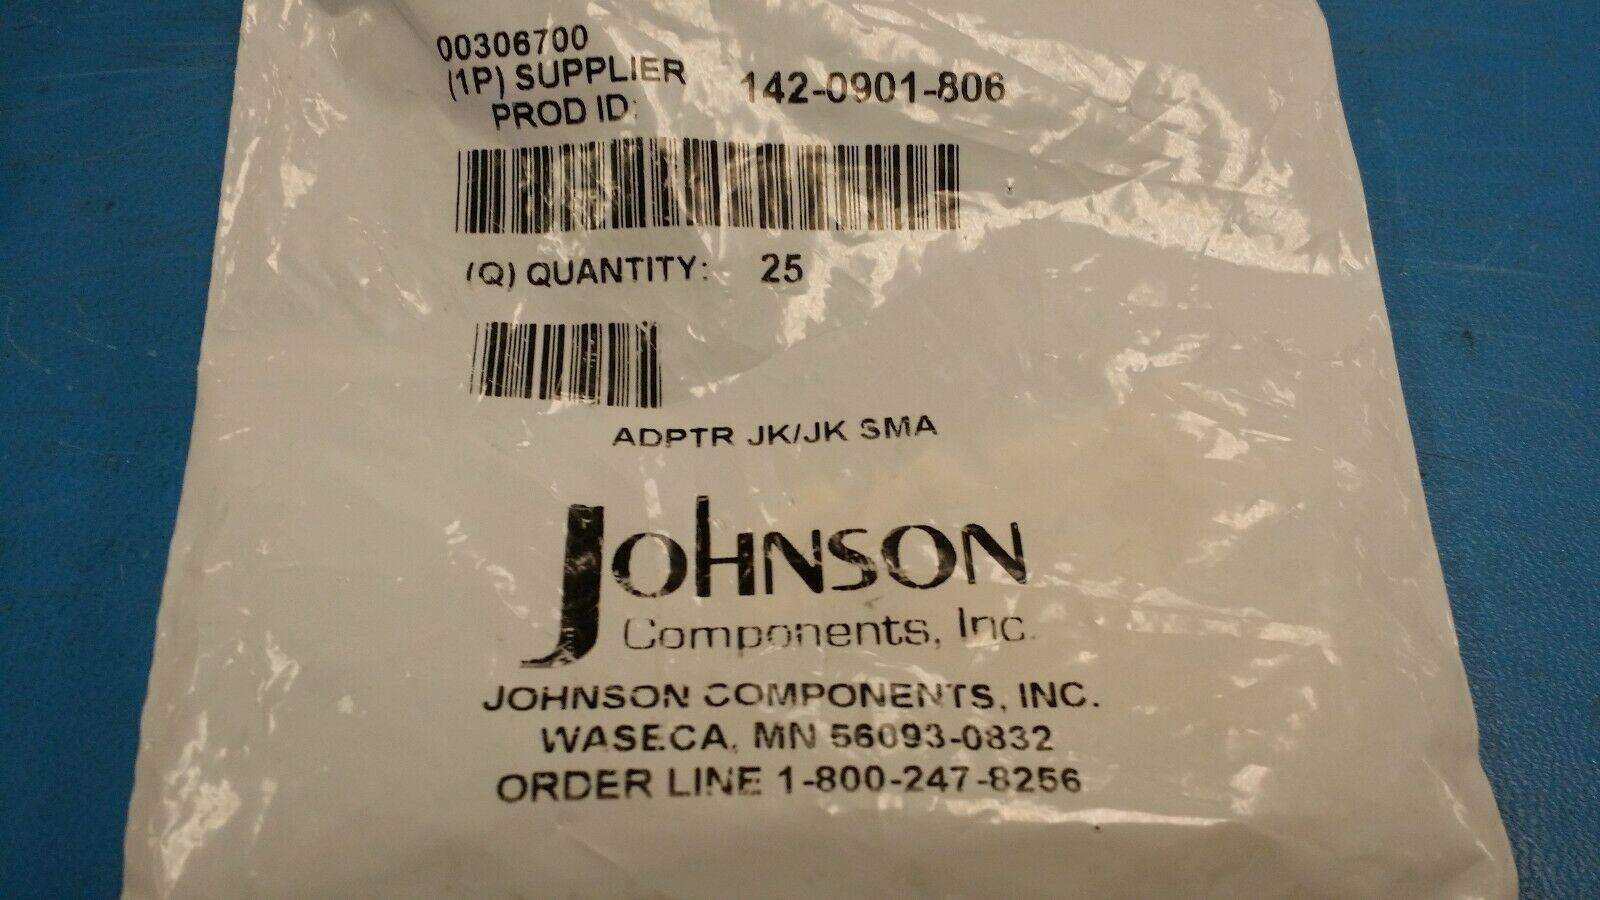 00306700
(1P) SUPPLIER 142-0901-806
PROD ID:
(Q) QUANTITY: 25
ADPTR JK/JK SMA
JOHNSON
Components, Inc.
JOHNSON COMPONENTS, INC.
WASECA, MN 56093-0832
ORDER LINE 1-800-247-8256